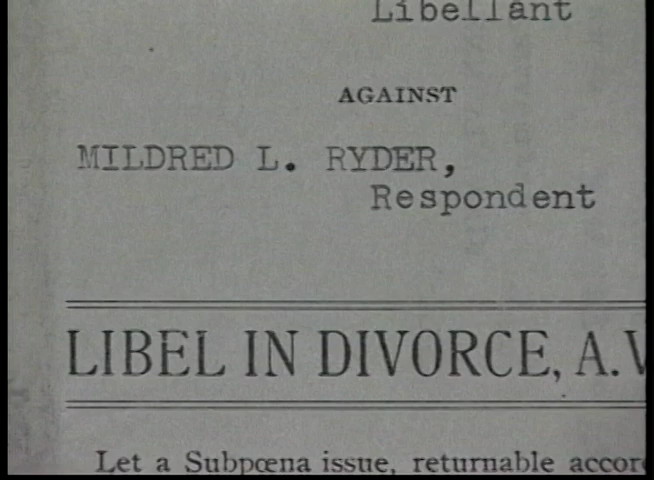 Libellant
AGAINST
MILDRED L. RYDER,
Respondent
LIBEL IN DIVORCE, A.V
Let a Subpœna issue, returnable accor